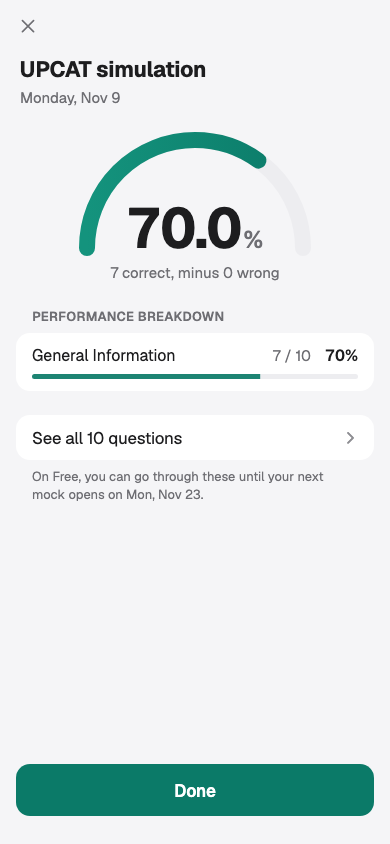 UPCAT simulation
Monday, Nov 9
70.0%
7 correct, minus 0 wrong
PERFORMANCE BREAKDOWN
General Information 7 / 10 70%
See all 10 questions
On Free, you can go through these until your next
mock opens on Mon, Nov 23.
Done